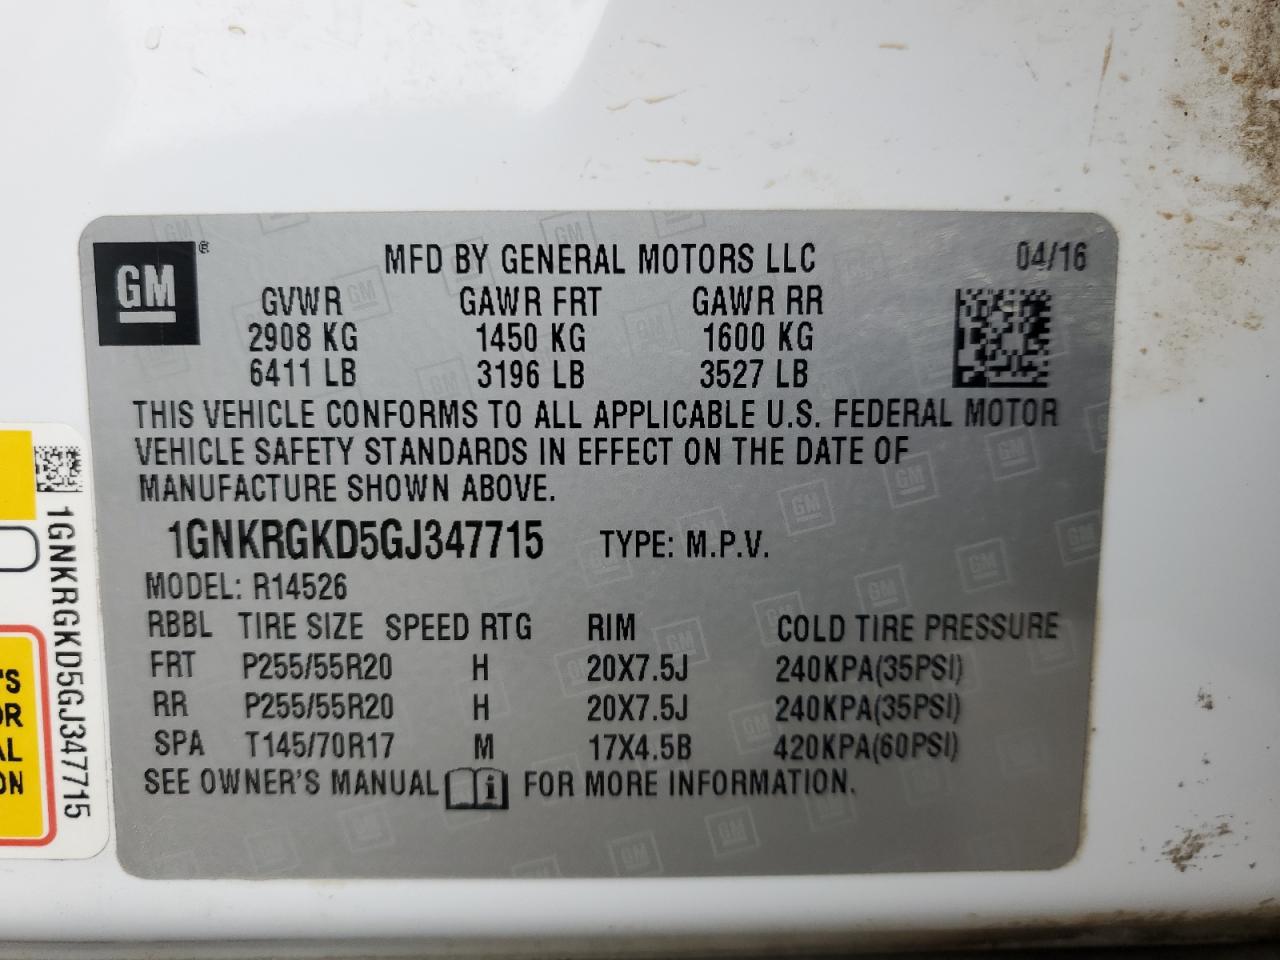 GM ®
MFD BY GENERAL MOTORS LLC 04/16
GVWR GAWR FRT GAWR RR
2908 KG 1450 KG 1600 KG
6411 LB 3196 LB 3527 LB
THIS VEHICLE CONFORMS TO ALL APPLICABLE U.S. FEDERAL MOTOR
VEHICLE SAFETY STANDARDS IN EFFECT ON THE DATE OF
MANUFACTURE SHOWN ABOVE.
1GNKRGKD5GJ347715 TYPE: M.P.V.
MODEL: R14526
RBBL TIRE SIZE SPEED RTG RIM COLD TIRE PRESSURE
FRT P255/55R20 H 20X7.5J 240KPA(35PSI)
RR P255/55R20 H 20X7.5J 240KPA(35PSI)
SPA T145/70R17 M 17X4.5B 420KPA(60PSI)
SEE OWNER'S MANUAL i FOR MORE INFORMATION.
1GNKRGKD5GJ347715
'S
OR
AL
ON